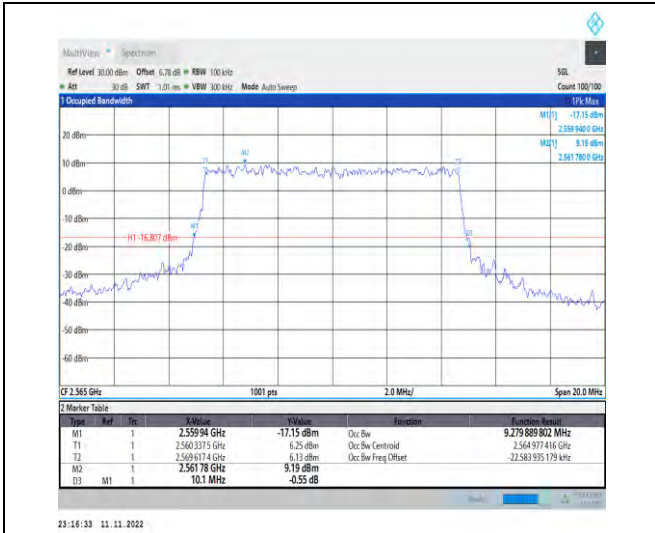 MultiView Spectrum
Ref Level 30.00 dBm Offset 6.78 dB RBW 100 kHz SGL
Att 30 dB SWT 1.01 ms VBW 300 kHz Mode Auto Sweep Count 100/100
1 Occupied Bandwidth 1Pk Max
M1[1] -17.15 dBm
2.559 940 0 GHz
M2[1] 9.19 dBm
2.561 780 0 GHz
20 dBm
M2
T1 T2
10 dBm
0 dBm
-10 dBm
M1
H1 -16.807 dBm
D3
-20 dBm
-30 dBm
-40 dBm
-50 dBm
-60 dBm
CF 2.565 GHz 1001 pts 2.0 MHz/ Span 20.0 MHz
2 Marker Table
Type Ref Trc X-Value Y-Value Function Function Result
M1 1 2.559 94 GHz -17.15 dBm Occ Bw 9.279 889 802 MHz
T1 1 2.560 337 5 GHz 6.25 dBm Occ Bw Centroid 2.564 977 416 GHz
T2 1 2.569 617 4 GHz 6.13 dBm Occ Bw Freq Offset -22.583 935 179 kHz
M2 1 2.561 78 GHz 9.19 dBm
D3 M1 1 10.1 MHz -0.55 dB
23:16:33 11.11.2022